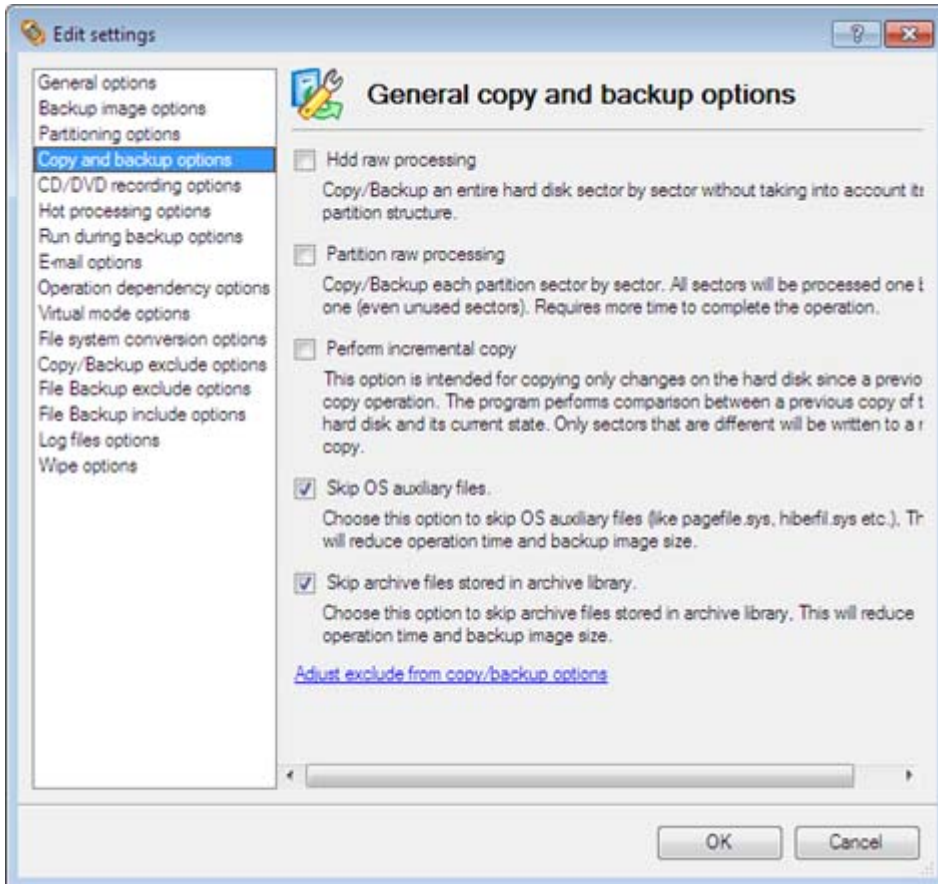 Edit settings
General options
Backup image options
Partitioning options
Copy and backup options
CD/DVD recording options
Hot processing options
Run during backup options
E-mail options
Operation dependency options
Virtual mode options
File system conversion options
Copy/Backup exclude options
File Backup exclude options
File Backup include options
Log files options
Wipe options
General copy and backup options
Hdd raw processing
Copy/Backup an entire hard disk sector by sector without taking into account its
partition structure.
Partition raw processing
Copy/Backup each partition sector by sector. All sectors will be processed one
one (even unused sectors). Requires more time to complete the operation.
Perform incremental copy
This option is intended for copying only changes on the hard disk since a previo
copy operation. The program performs comparison between a previous copy of t
hard disk and its current state. Only sectors that are different will be written to a
copy.
Skip OS auxiliary files.
Choose this option to skip OS auxiliary files (like pagefile.sys, hiberfil.sys etc.), Th
will reduce operation time and backup image size.
Skip archive files stored in archive library.
Choose this option to skip archive files stored in archive library, This will reduce
operation time and backup image size.
Adjust exclude from copy/backup options
OK
Cancel